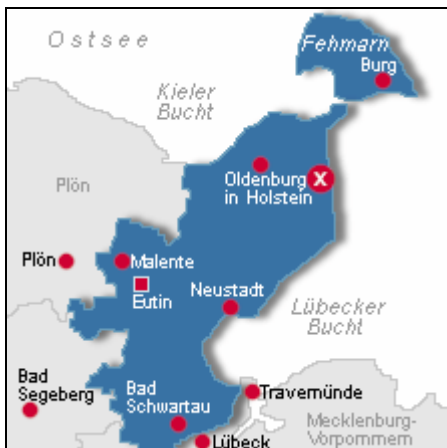 Ostsee
Fehmarn
Burg
Kieler
Bucht
Oldenburg
in Holstein
X
Plön
Plön
Malente
Eutin
Neustadt
Lübecker
Bucht
Bad
Segeberg
Bad
Schwartau
Travemünde
Lübeck
Mecklenburg-
Vorpommern